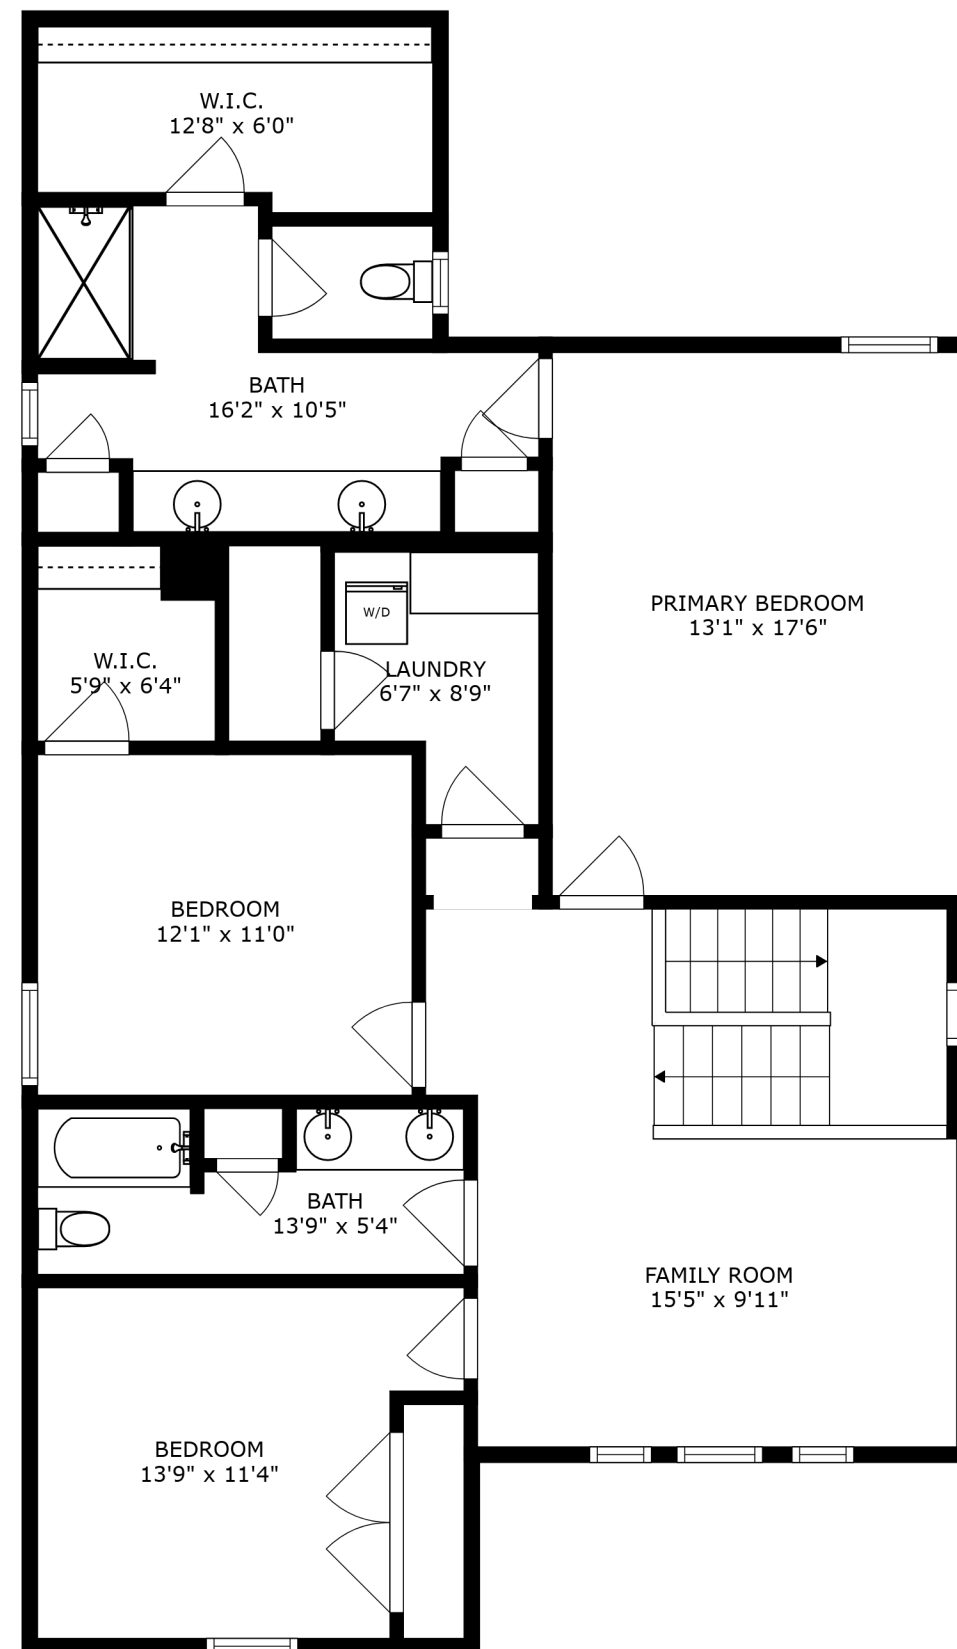 W.I.C.
12'8" x 6'0"
BATH
16'2" x 10'5"
PRIMARY BEDROOM
13'1" x 17'6"
W/D
LAUNDRY
6'7" x 8'9"
W.I.C.
5'9" x 6'4"
BEDROOM
12'1" x 11'0"
BATH
13'9" x 5'4"
FAMILY ROOM
15'5" x 9'11"
BEDROOM
13'9" x 11'4"